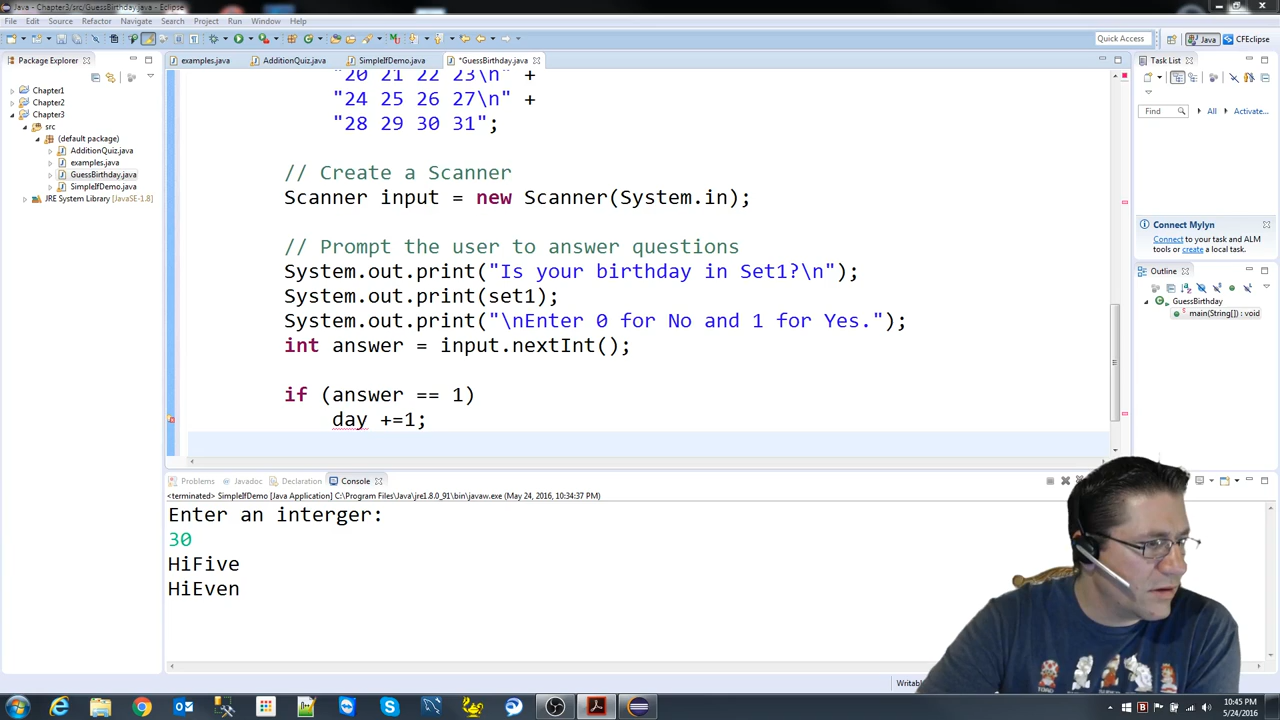 Java - Chapter3/src/GuessBirthday.java - Eclipse
File Edit Source Refactor Navigate Search Project Run Window Help
Quick Access
Java
CFEclipse
Package Explorer
Chapter1
Chapter2
Chapter3
src
(default package)
AdditionQuiz.java
examples.java
GuessBirthday.java
SimpleIfDemo.java
JRE System Library [JavaSE-1.8]
examples.java AdditionQuiz.java SimpleIfDemo.java *GuessBirthday.java
"20 21 22 23\n" +
"24 25 26 27\n" +
"28 29 30 31";
// Create a Scanner
Scanner input = new Scanner(System.in);
// Prompt the user to answer questions
System.out.print("Is your birthday in Set1?\n");
System.out.print(set1);
System.out.print("\nEnter 0 for No and 1 for Yes.");
int answer = input.nextInt();
if (answer == 1)
day +=1;
Task List
Find All Activate...
Connect Mylyn
Connect to your task and ALM
tools or create a local task.
Outline
GuessBirthday
main(String[]) : void
Problems Javadoc Declaration Console
<terminated> SimpleIfDemo [Java Application] C:\Program Files\Java\jre1.8.0_91\bin\javaw.exe (May 24, 2016, 10:34:37 PM)
Enter an interger:
30
HiFive
HiEven
10:45 PM
5/24/2016